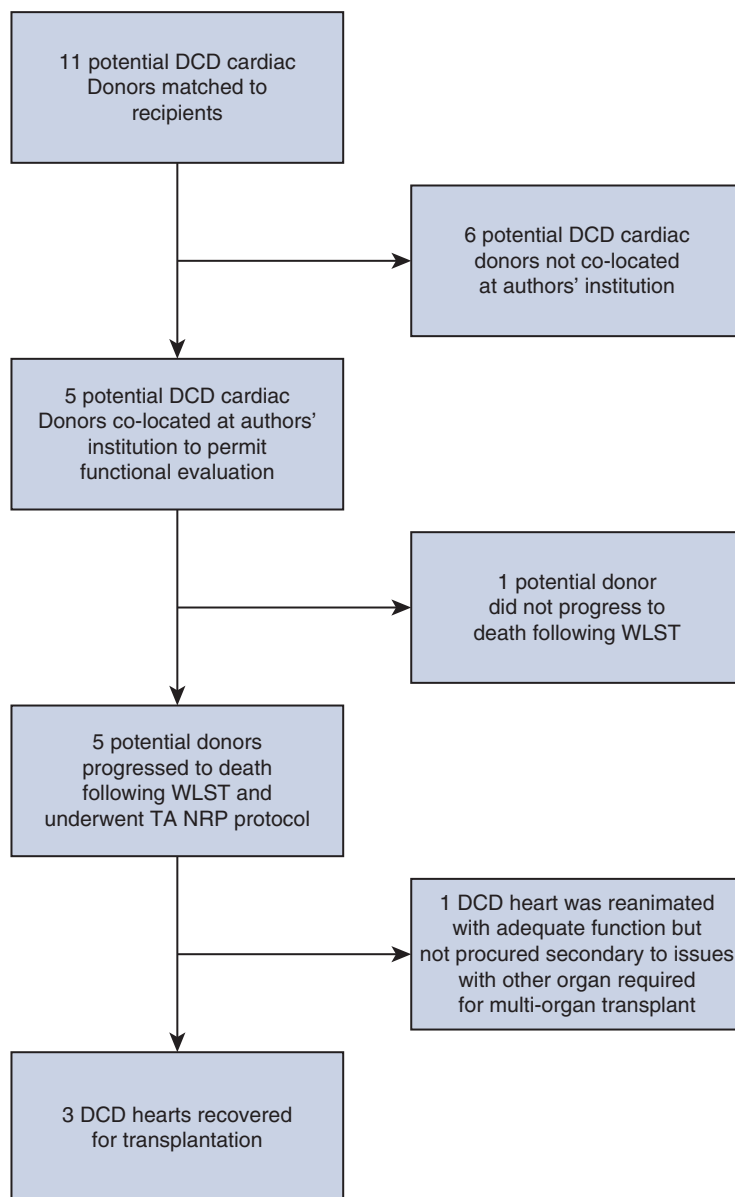 11 potential DCD cardiac
Donors matched to
recipients
6 potential DCD cardiac
donors not co-located
at authors' institution
5 potential DCD cardiac
Donors co-located at authors'
institution to permit
functional evaluation
1 potential donor
did not progress to
death following WLST
5 potential donors
progressed to death
following WLST and
underwent TA NRP protocol
1 DCD heart was reanimated
with adequate function but
not procured secondary to issues
with other organ required
for multi-organ transplant
3 DCD hearts recovered
for transplantation